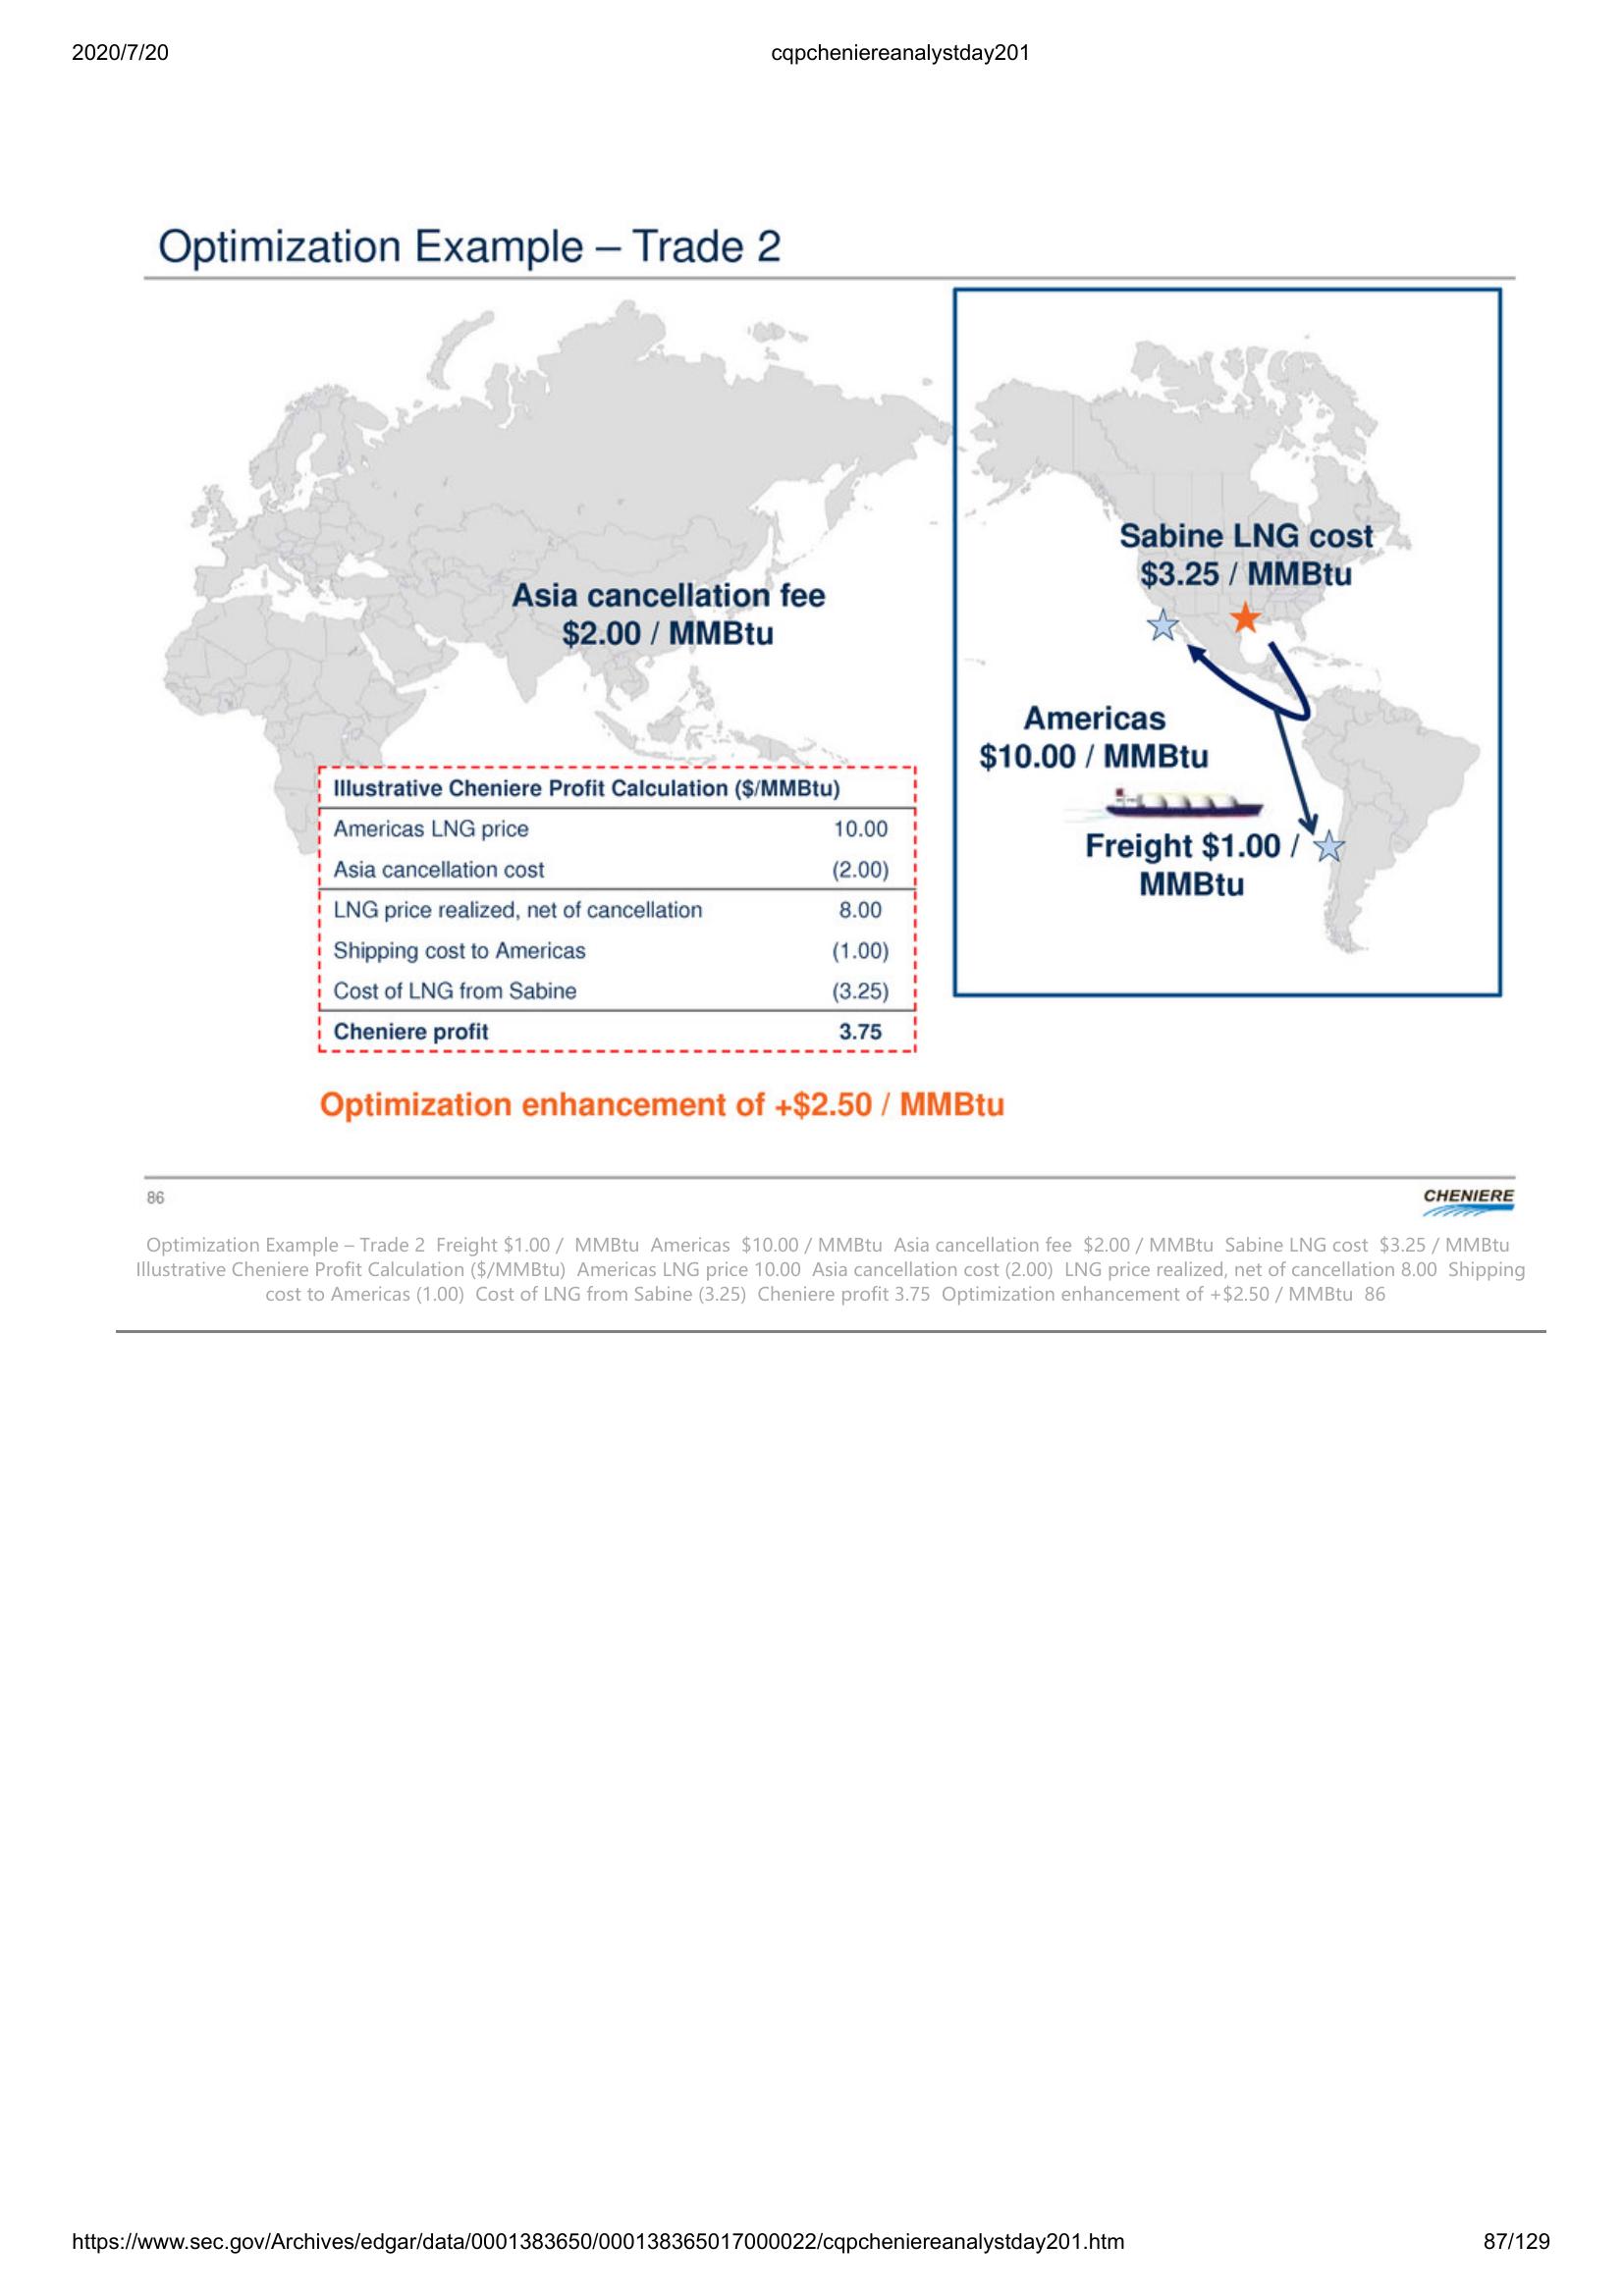 2020/7/20
cqpcheniereanalystday201
Optimization Example – Trade 2
Sabine LNG cost
$3.25 / MMBtu
Asia cancellation fee
$2.00 / MMBtu
Americas
$10.00 / MMBtu
Freight $1.00 /
MMBtu
Illustrative Cheniere Profit Calculation ($/MMBtu)
Americas LNG price 10.00
Asia cancellation cost (2.00)
LNG price realized, net of cancellation 8.00
Shipping cost to Americas (1.00)
Cost of LNG from Sabine (3.25)
Cheniere profit 3.75
Optimization enhancement of +$2.50 / MMBtu
86
CHENIERE
Optimization Example – Trade 2 Freight $1.00 / MMBtu Americas $10.00 / MMBtu Asia cancellation fee $2.00 / MMBtu Sabine LNG cost $3.25 / MMBtu
Illustrative Cheniere Profit Calculation ($/MMBtu) Americas LNG price 10.00 Asia cancellation cost (2.00) LNG price realized, net of cancellation 8.00 Shipping
cost to Americas (1.00) Cost of LNG from Sabine (3.25) Cheniere profit 3.75 Optimization enhancement of +$2.50 / MMBtu 86
https://www.sec.gov/Archives/edgar/data/0001383650/000138365017000022/cqpcheniereanalystday201.htm
87/129